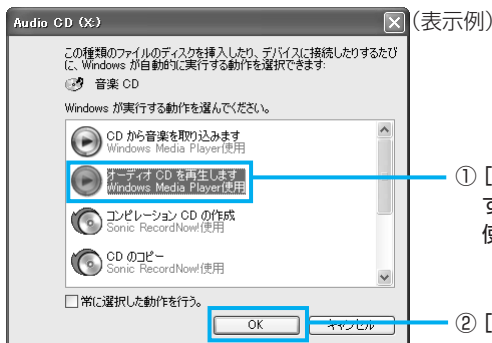 Audio CD (X:)
(表示例)
この種類のファイルのディスクを挿入したり、デバイスに接続したりするたび
に、Windows が自動的に実行する動作を選択できます:
音楽 CD
Windows が実行する動作を選んでください。
CD から音楽を取り込みます
Windows Media Player使用
オーディオ CD を再生します
Windows Media Player使用
コンピレーション CD の作成
Sonic RecordNow!使用
CD のコピー
Sonic RecordNow!使用
常に選択した動作を行う。
OK
キャンセル
① [
す
使
② [